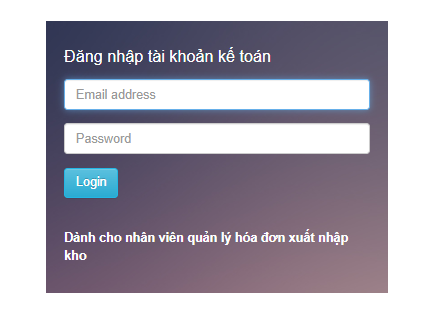 Đăng nhập tài khoản kế toán
Email address
Password
Login
Dành cho nhân viên quản lý hóa đơn xuất nhập
kho